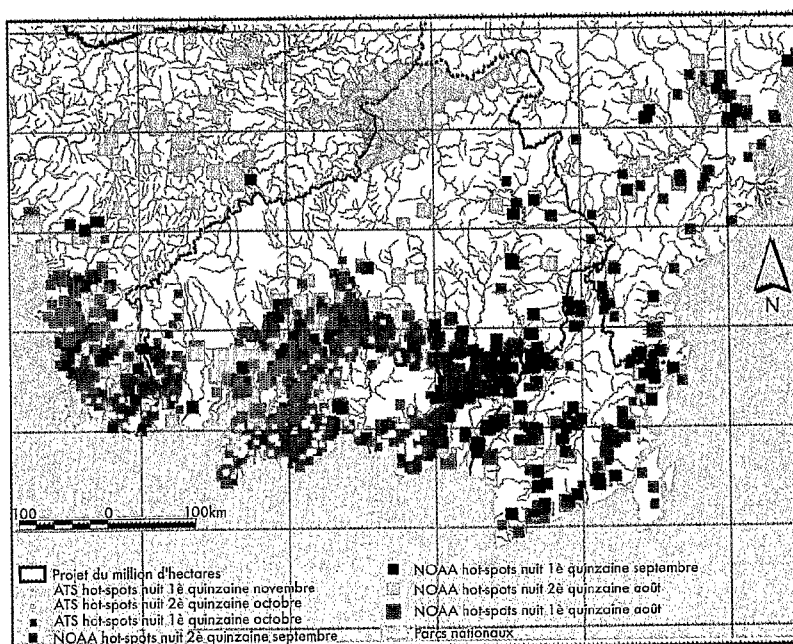 N
100 0 100km
Projet du million d'hectares
ATS hot-spots nuit 1è quinzaine novembre
ATS hot-spots nuit 2è quinzaine octobre
ATS hot-spots nuit 1è quinzaine octobre
NOAA hot-spots nuit 2è quinzaine septembre
NOAA hot-spots nuit 1è quinzaine septembre
NOAA hot-spots nuit 2è quinzaine août
NOAA hot-spots nuit 1è quinzaine août
Parcs nationaux